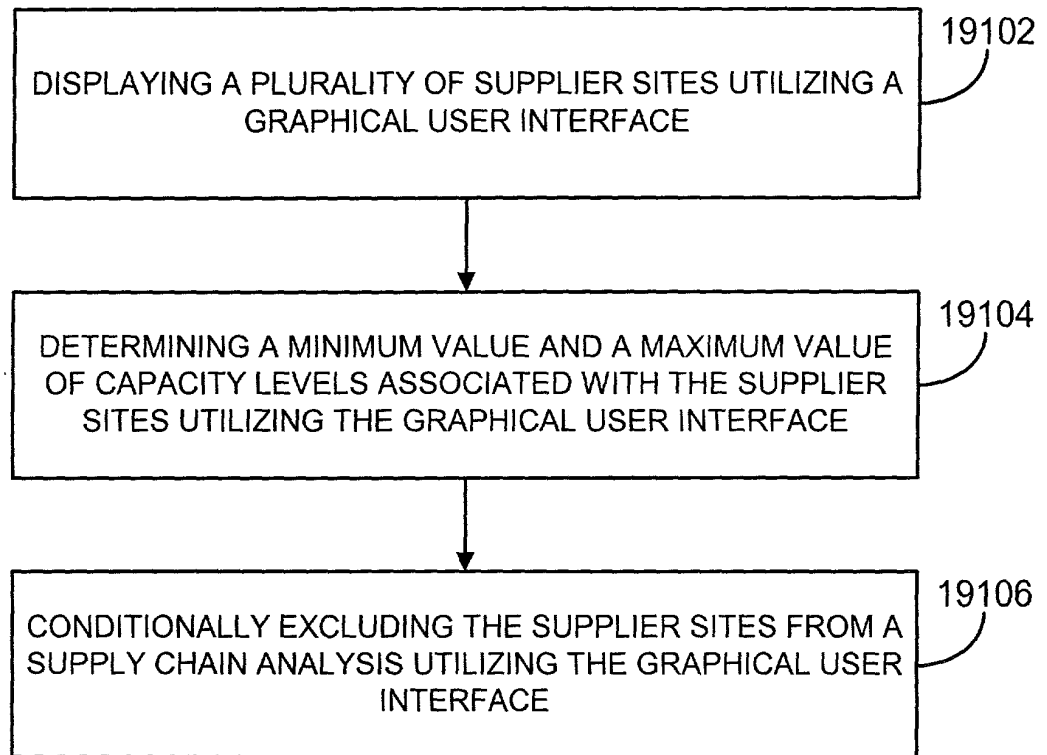 19102
DISPLAYING A PLURALITY OF SUPPLIER SITES UTILIZING A
GRAPHICAL USER INTERFACE
19104
DETERMINING A MINIMUM VALUE AND A MAXIMUM VALUE
OF CAPACITY LEVELS ASSOCIATED WITH THE SUPPLIER
SITES UTILIZING THE GRAPHICAL USER INTERFACE
19106
CONDITIONALLY EXCLUDING THE SUPPLIER SITES FROM A
SUPPLY CHAIN ANALYSIS UTILIZING THE GRAPHICAL USER
INTERFACE